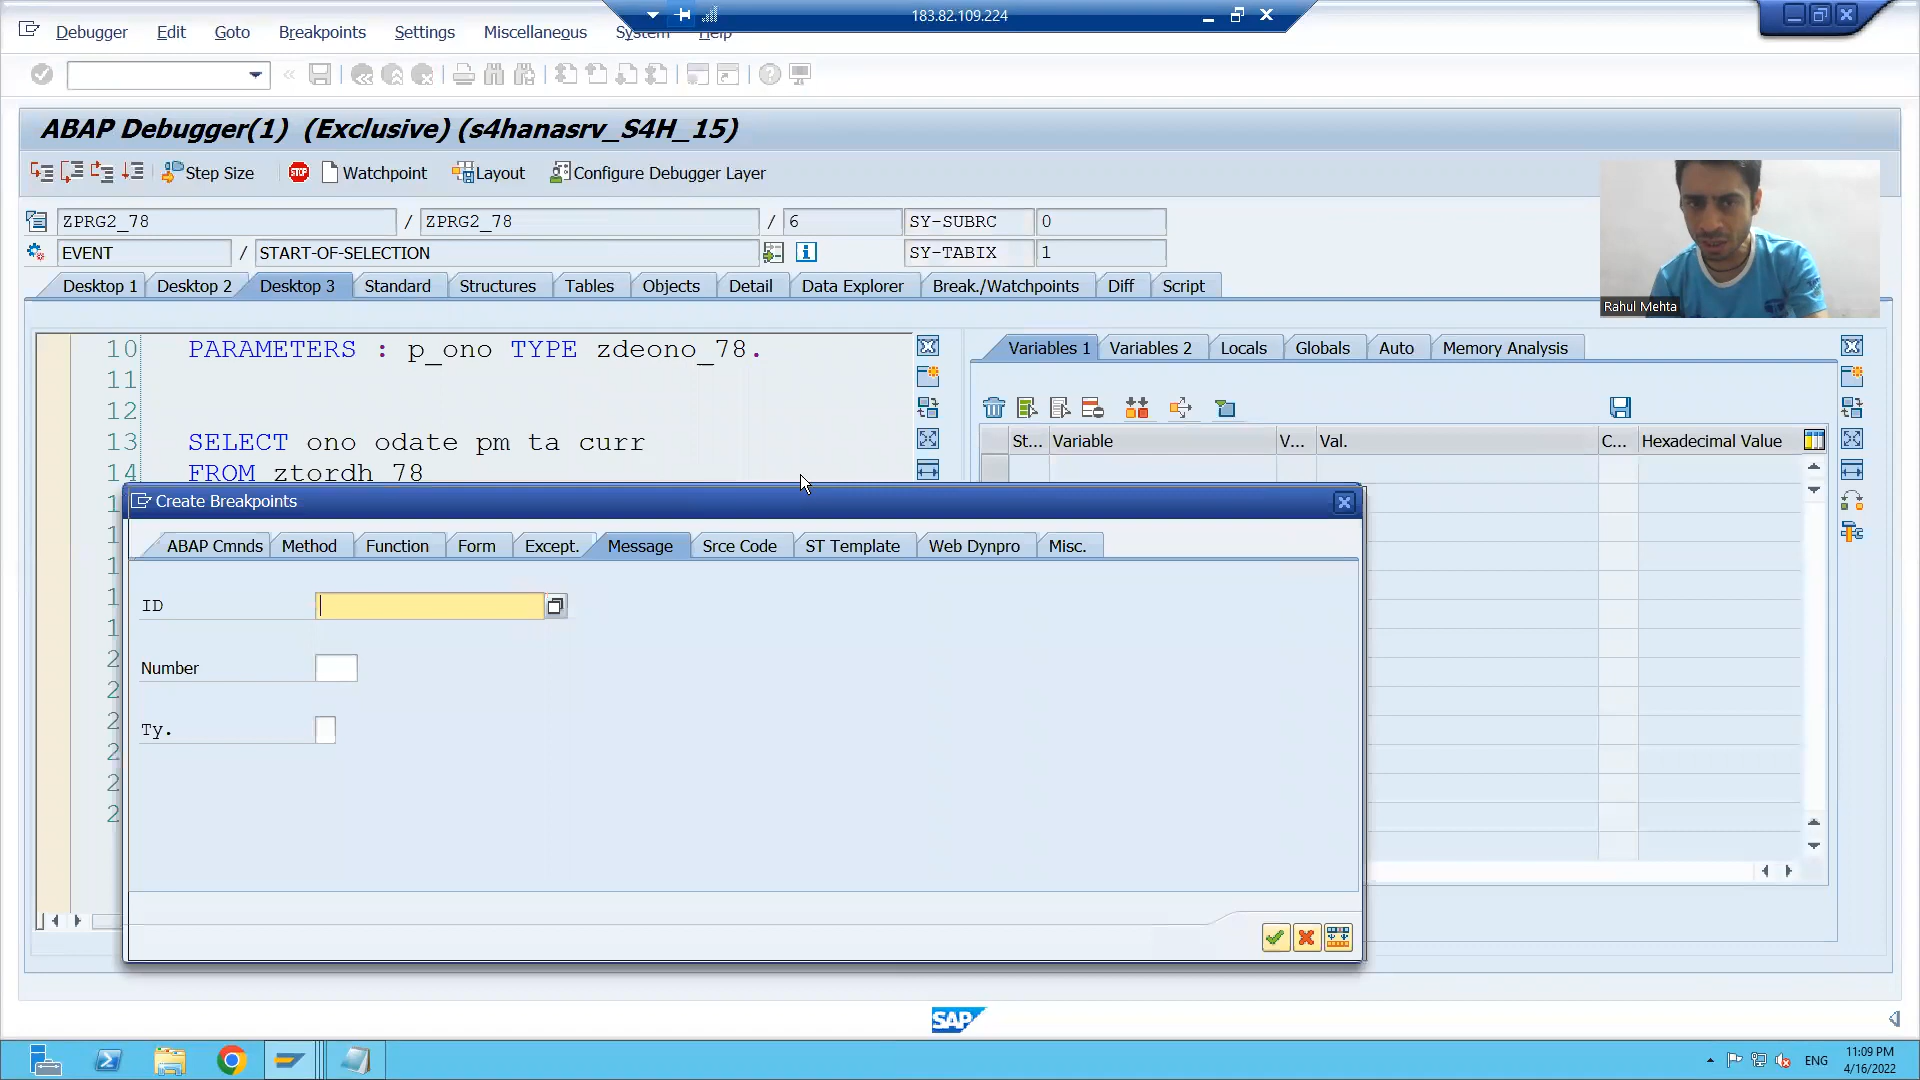 183.82.109.224
Debugger Edit Goto Breakpoints Settings Miscellaneous System Help
ABAP Debugger(1) (Exclusive) (s4hanasrv_S4H_15)
Step Size STOP Watchpoint Layout Configure Debugger Layer
ZPRG2_78 / ZPRG2_78 / 6 SY-SUBRC 0
EVENT / START-OF-SELECTION SY-TABIX 1
Rahul Mehta
Desktop 1 Desktop 2 Desktop 3 Standard Structures Tables Objects Detail Data Explorer Break./Watchpoints Diff Script
Variables 1 Variables 2 Locals Globals Auto Memory Analysis
St... Variable V... Val. C... Hexadecimal Value
10 PARAMETERS : p_ono TYPE zdeono_78.
11
12
13 SELECT ono odate pm ta curr
14 FROM ztordh_78
Create Breakpoints
ABAP Cmnds Method Function Form Except. Message Srce Code ST Template Web Dynpro Misc.
ID
Number
Ty.
SAP
ENG
11:09 PM
4/16/2022